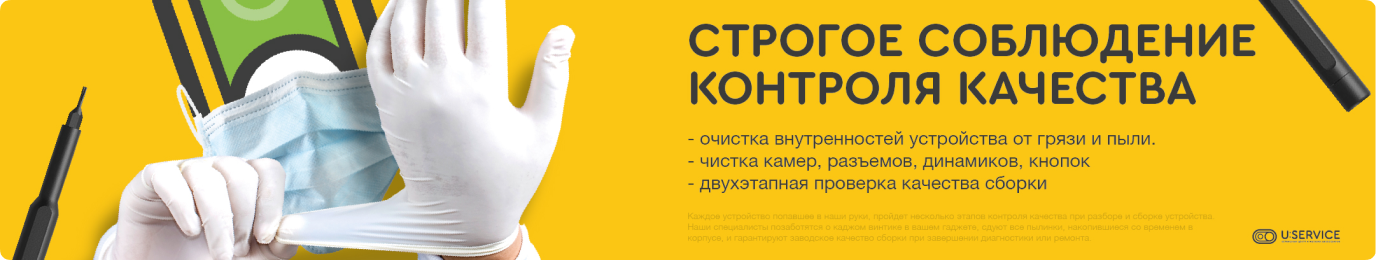 СТРОГОЕ СОБЛЮДЕНИЕ
КОНТРОЛЯ КАЧЕСТВА
- очистка внутренностей устройства от грязи и пыли.
- чистка камер, разъемов, динамиков, кнопок
- двухэтапная проверка качества сборки
Каждое устройство попавшее в наши руки, пройдет несколько этапов контроля качества при разборе и сборке устройства.
Наши специалисты позаботятся о каждом винтике в вашем гаджете, сдуют все пылинки, накопившиеся со временем в
корпусе, и гарантируют заводское качество сборки при завершении диагностики или ремонта.
U:SERVICE